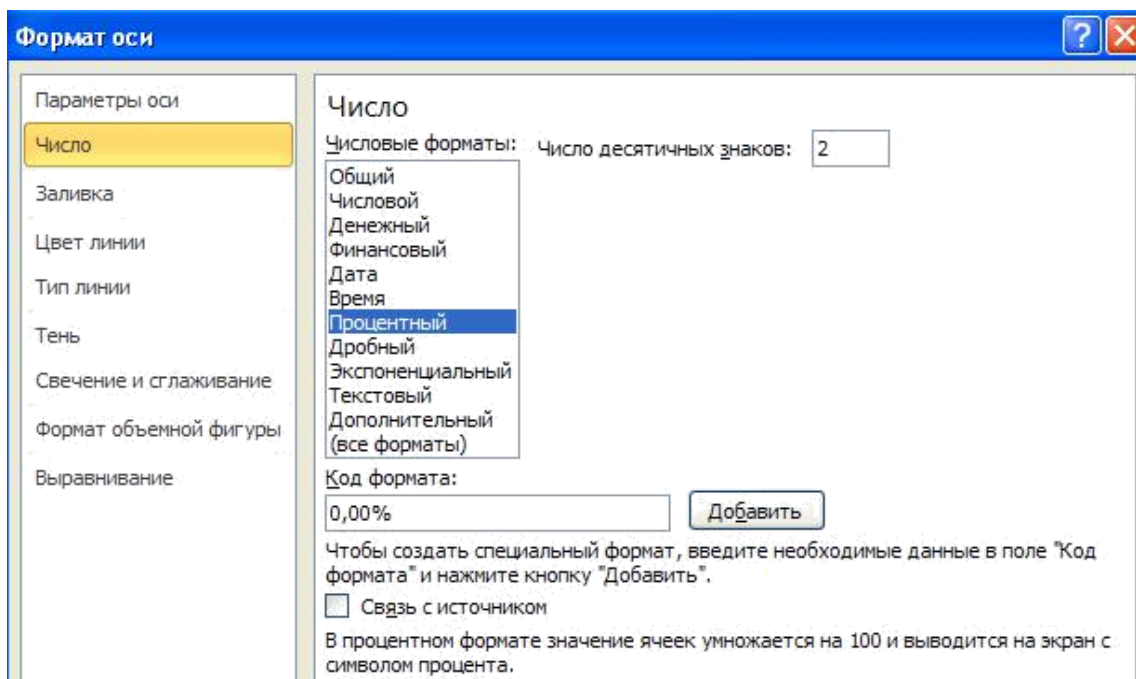 Формат оси
Параметры оси
Число
Заливка
Цвет линии
Тип линии
Тень
Свечение и сглаживание
Формат объемной фигуры
Выравнивание
Число
Числовые форматы:
Число десятичных знаков: 2
Общий
Числовой
Денежный
Финансовый
Дата
Время
Процентный
Дробный
Экспоненциальный
Текстовый
Дополнительный
(все форматы)
Код формата:
0,00%
Добавить
Чтобы создать специальный формат, введите необходимые данные в поле "Код
формата" и нажмите кнопку "Добавить".
Связь с источником
В процентном формате значение ячеек умножается на 100 и выводится на экран с
символом процента.